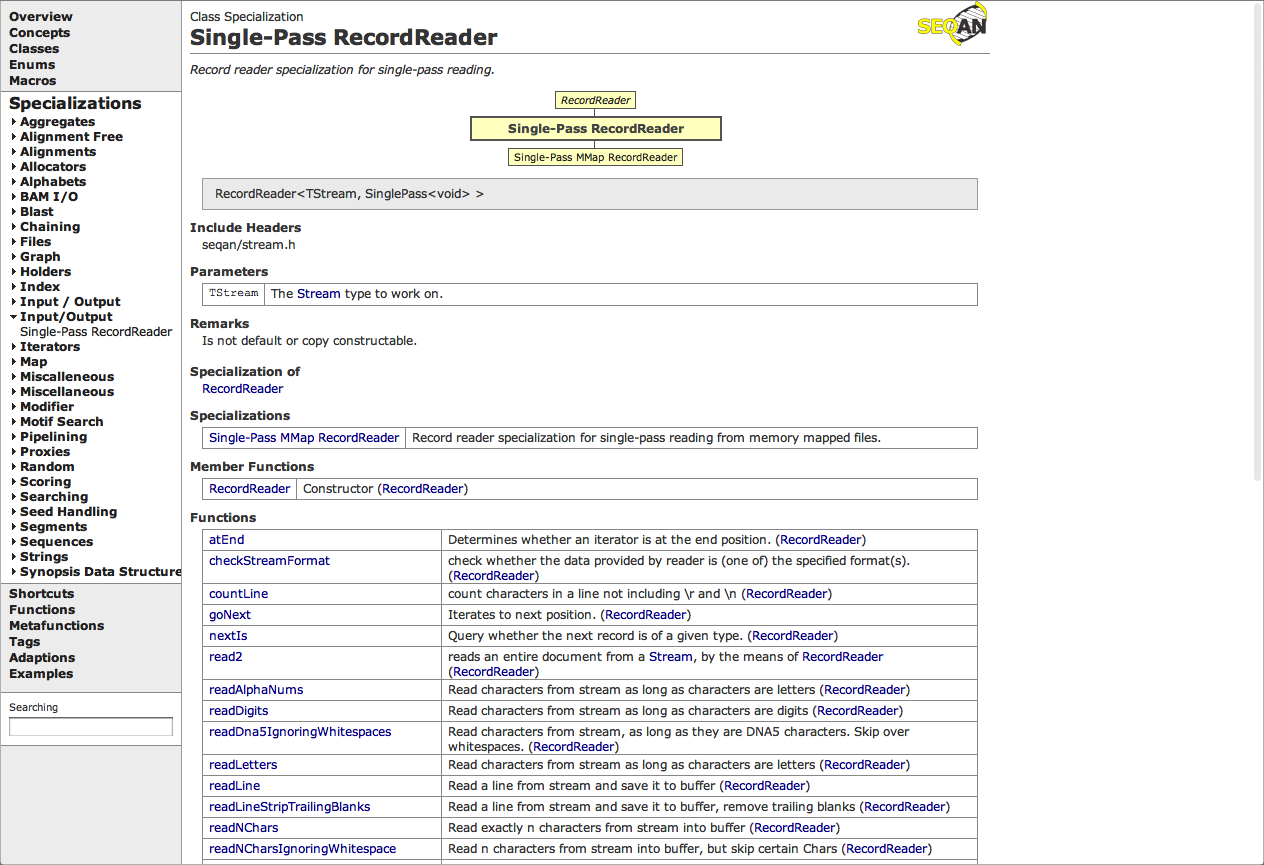 Overview
Concepts
Classes
Enums
Macros
Specializations
Aggregates
Alignment Free
Alignments
Allocators
Alphabets
BAM I/O
Blast
Chaining
Files
Graph
Holders
Index
Input / Output
Input/Output
Single-Pass RecordReader
Iterators
Map
Miscalleneous
Miscellaneous
Modifier
Motif Search
Pipelining
Proxies
Random
Scoring
Searching
Seed Handling
Segments
Sequences
Strings
Synopsis Data Structure
Shortcuts
Functions
Metafunctions
Tags
Adaptions
Examples
Searching
Class Specialization
Single-Pass RecordReader
SEQAN
Record reader specialization for single-pass reading.
RecordReader
Single-Pass RecordReader
Single-Pass MMap RecordReader
RecordReader<TStream, SinglePass<void> >
Include Headers
seqan/stream.h
Parameters
TStream The Stream type to work on.
Remarks
Is not default or copy constructable.
Specialization of
RecordReader
Specializations
Single-Pass MMap RecordReader Record reader specialization for single-pass reading from memory mapped files.
Member Functions
RecordReader Constructor (RecordReader)
Functions
atEnd Determines whether an iterator is at the end position. (RecordReader)
checkStreamFormat check whether the data provided by reader is (one of) the specified format(s).
(RecordReader)
countLine count characters in a line not including \r and \n (RecordReader)
goNext Iterates to next position. (RecordReader)
nextIs Query whether the next record is of a given type. (RecordReader)
read2 reads an entire document from a Stream, by the means of RecordReader
(RecordReader)
readAlphaNums Read characters from stream as long as characters are letters (RecordReader)
readDigits Read characters from stream as long as characters are digits (RecordReader)
readDna5IgnoringWhitespaces Read characters from stream, as long as they are DNA5 characters. Skip over
whitespaces. (RecordReader)
readLetters Read characters from stream as long as characters are letters (RecordReader)
readLine Read a line from stream and save it to buffer (RecordReader)
readLineStripTrailingBlanks Read a line from stream and save it to buffer, remove trailing blanks (RecordReader)
readNChars Read exactly n characters from stream into buffer (RecordReader)
readNCharsIgnoringWhitespace Read n characters from stream into buffer, but skip certain Chars (RecordReader)